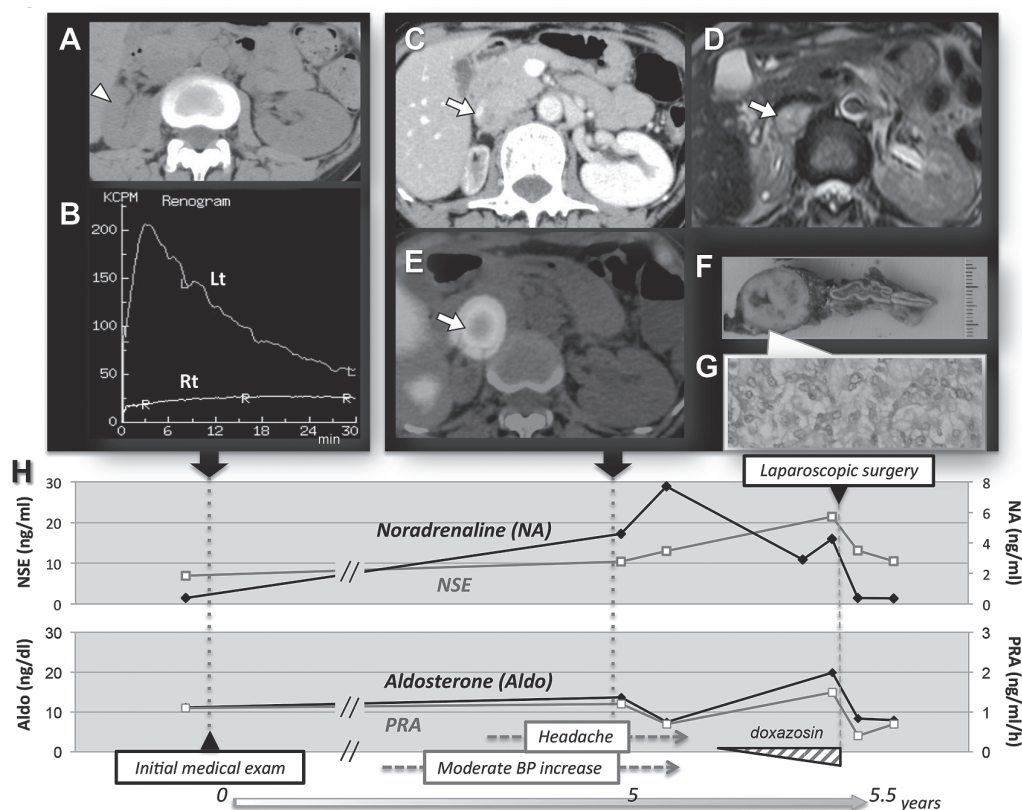 A
B
KCPM Renogram
200
150
100
50
0
Lt
L
L
Rt
R
R
R
0 6 12 18 24 30
min
C
D
E
F
G
H
Laparoscopic surgery
NSE (ng/ml)
30
20
10
0
Noradrenaline (NA)
NSE
8
6
4
2
0
NA (ng/ml)
Aldo (ng/dl)
30
20
10
0
Aldosterone (Aldo)
PRA
3
2
1
0
PRA (ng/ml/h)
Headache
doxazosin
Initial medical exam
Moderate BP increase
0 5 5.5 years